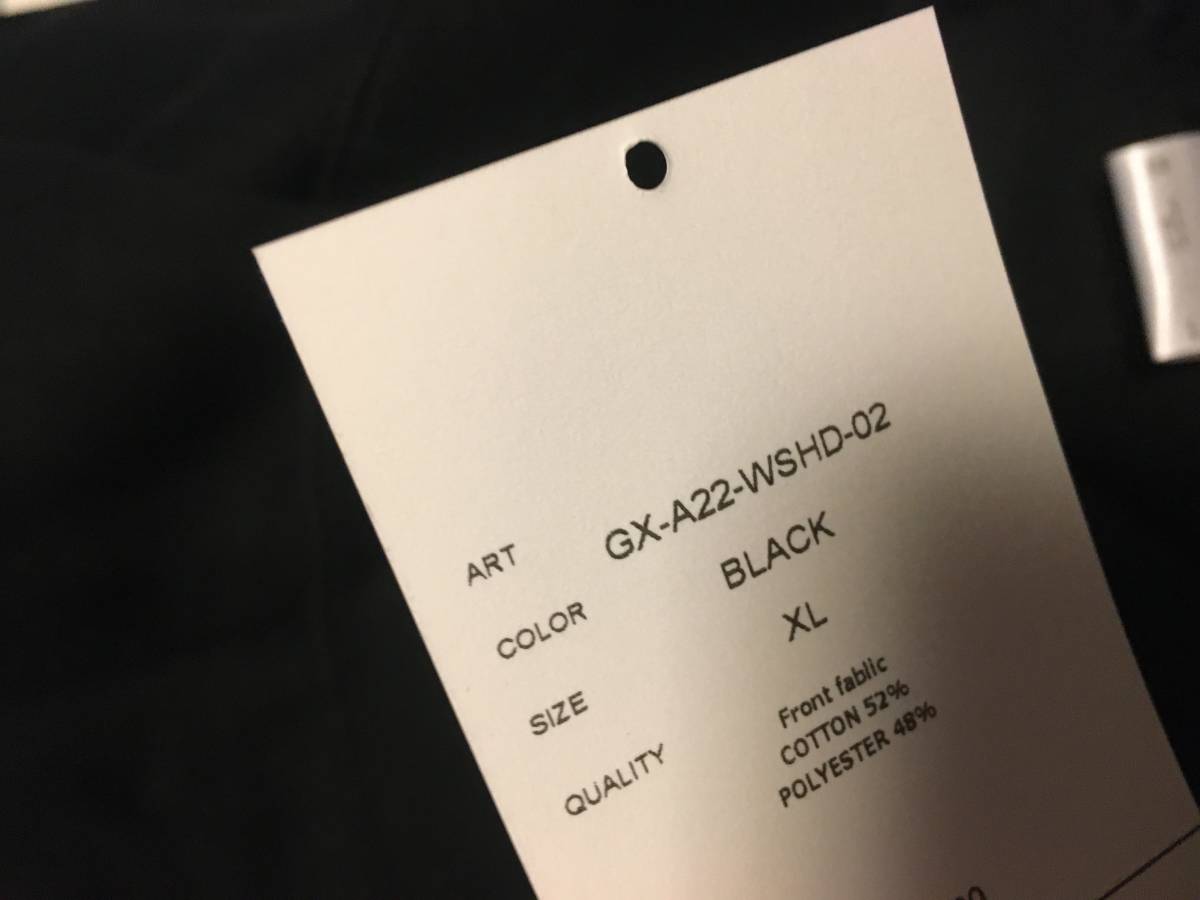 ART GX-A22-WSHD-02
COLOR BLACK
SIZE XL
QUALITY Front fablic
COTTON 52%
POLYESTER 48%